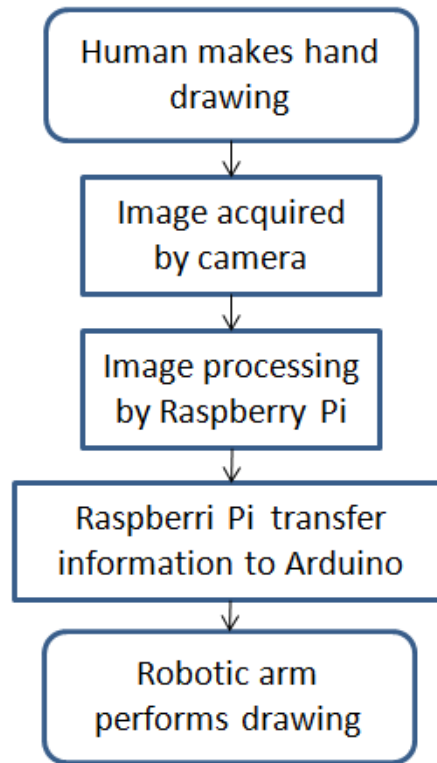 Human makes hand
drawing
Image acquired
by camera
Image processing
by Raspberry Pi
Raspberri Pi transfer
information to Arduino
Robotic arm
performs drawing